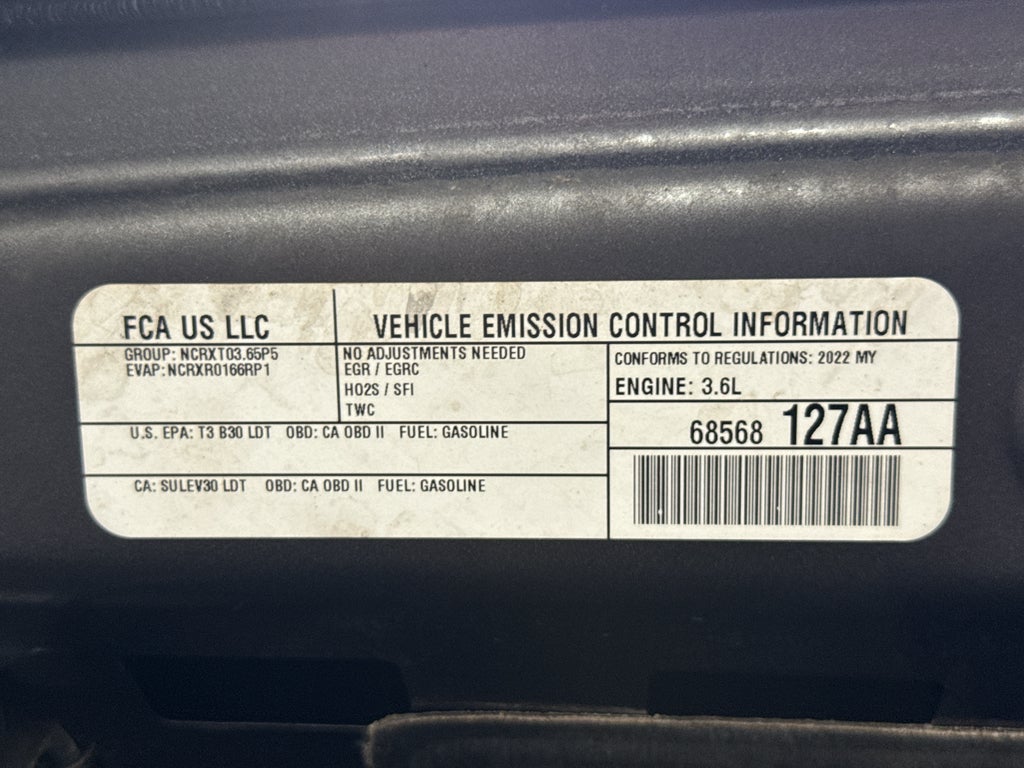 FCA US LLC
VEHICLE EMISSION CONTROL INFORMATION
GROUP: NCRXT03.65P5
EVAP:NCRXR0166RP1
NO ADJUSTMENTS NEEDED
EGR / EGRC
HO2S / SFI
TWC
CONFORMS TO REGULATIONS: 2022 MY
ENGINE: 3.6L
U.S. EPA: T3 B30 LDT OBD: CA OBD II FUEL: GASOLINE
68568 127AA
CA: SULEV30 LDT OBD: CA OBD II FUEL: GASOLINE